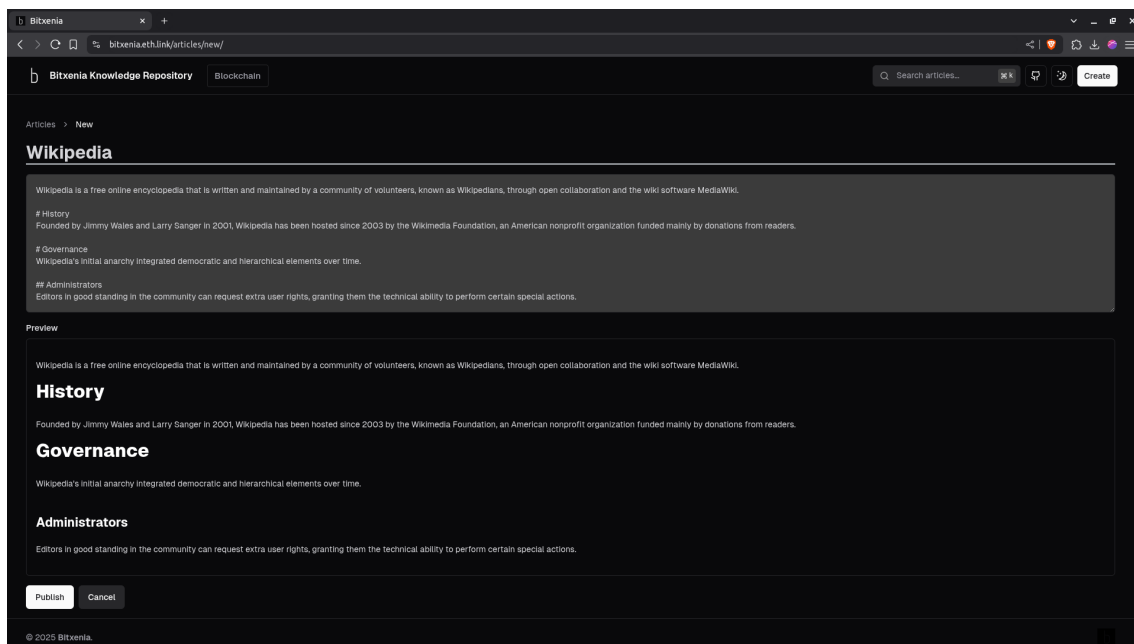 b Bitxenia
bitxenia.eth.link/articles/new/
b Bitxenia Knowledge Repository Blockchain Search articles... ⌘ k Create
Articles > New
Wikipedia
Wikipedia is a free online encyclopedia that is written and maintained by a community of volunteers, known as Wikipedians, through open collaboration and the wiki software MediaWiki.
# History
Founded by Jimmy Wales and Larry Sanger in 2001, Wikipedia has been hosted since 2003 by the Wikimedia Foundation, an American nonprofit organization funded mainly by donations from readers.
# Governance
Wikipedia's initial anarchy integrated democratic and hierarchical elements over time.
## Administrators
Editors in good standing in the community can request extra user rights, granting them the technical ability to perform certain special actions.
Preview
Wikipedia is a free online encyclopedia that is written and maintained by a community of volunteers, known as Wikipedians, through open collaboration and the wiki software MediaWiki.
History
Founded by Jimmy Wales and Larry Sanger in 2001, Wikipedia has been hosted since 2003 by the Wikimedia Foundation, an American nonprofit organization funded mainly by donations from readers.
Governance
Wikipedia's initial anarchy integrated democratic and hierarchical elements over time.
Administrators
Editors in good standing in the community can request extra user rights, granting them the technical ability to perform certain special actions.
Publish Cancel
© 2025 Bitxenia.